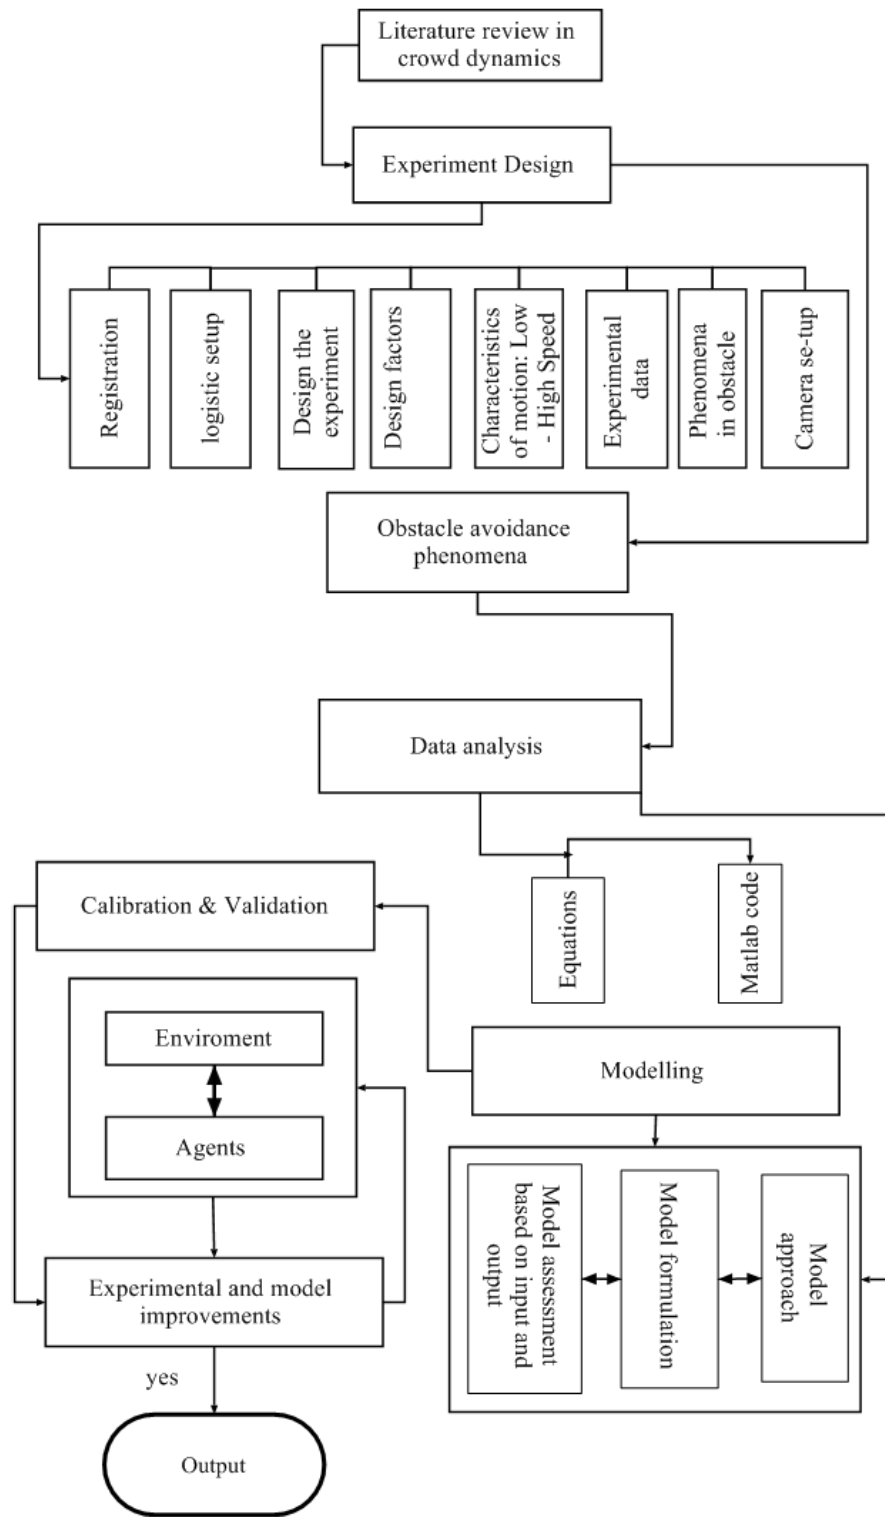 Literature review in
crowd dynamics
Experiment Design
Registration
logistic setup
Design the
experiment
Design factors
Characteristics
of motion: Low
- High Speed
Experimental
data
Phenomena
in obstacle
Camera se-tup
Obstacle avoidance
phenomena
Data analysis
Equations
Matlab code
Calibration & Validation
Enviroment
Agents
Modelling
Model assessment
based on input and
output
Model formulation
Model
approach
Experimental and model
improvements
yes
Output